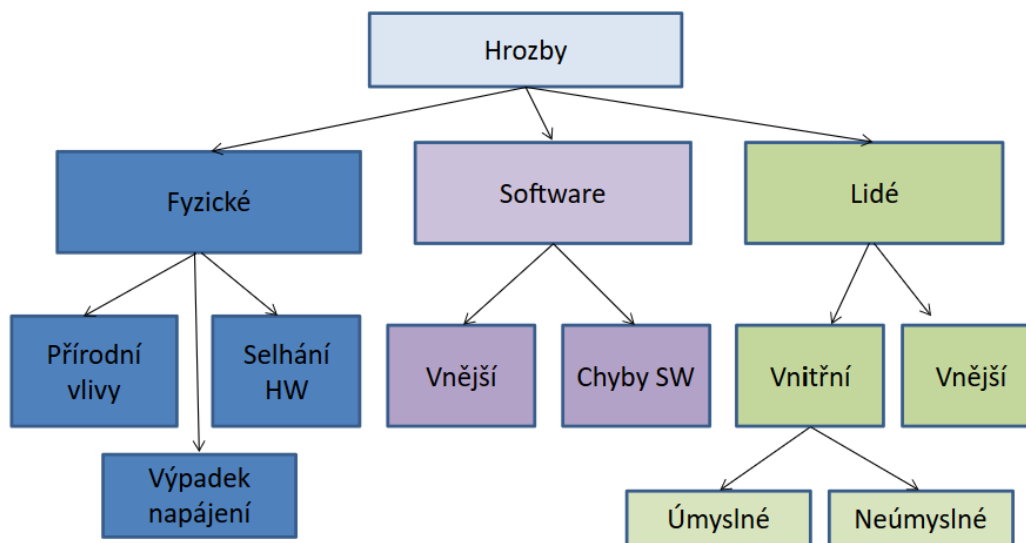 Hrozby
Fyzické
Software
Lidé
Přírodní
vlivy
Selhání
HW
Vnější
Chyby SW
Vnitřní
Vnější
Výpadek
napájení
Úmyslné
Neúmyslné